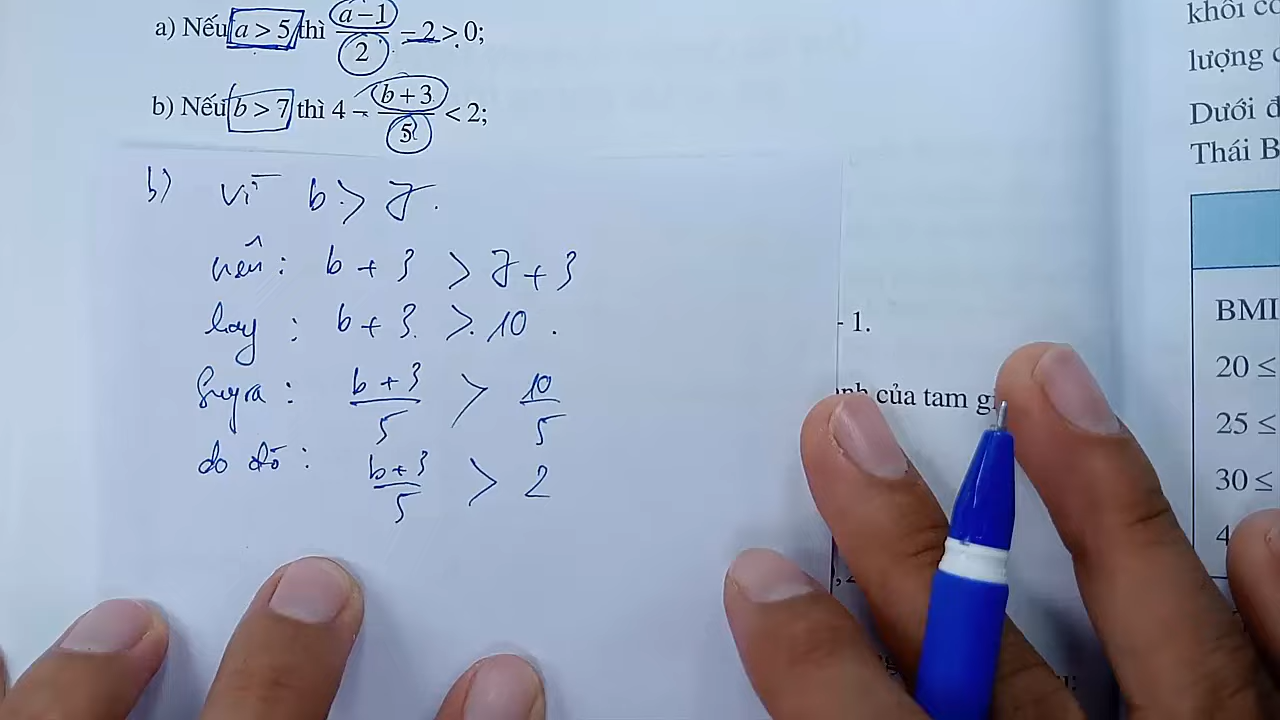 a) Nếu a > 5 thì (a−1)/2 − 2 > 0;
b) Nếu b > 7 thì 4 − (b+3)/5 < 2;
b) Vì b > 7.
nên : b + 3 > 7 + 3
hay : b + 3 > 10 .
Suy ra : (b + 3)/5 > 10/5
do đó : (b+3)/5 > 2
- 1.
của tam gi
khối
lượng
Dưới
Thái B
BMI
20 ≤
25 ≤
30 ≤
4